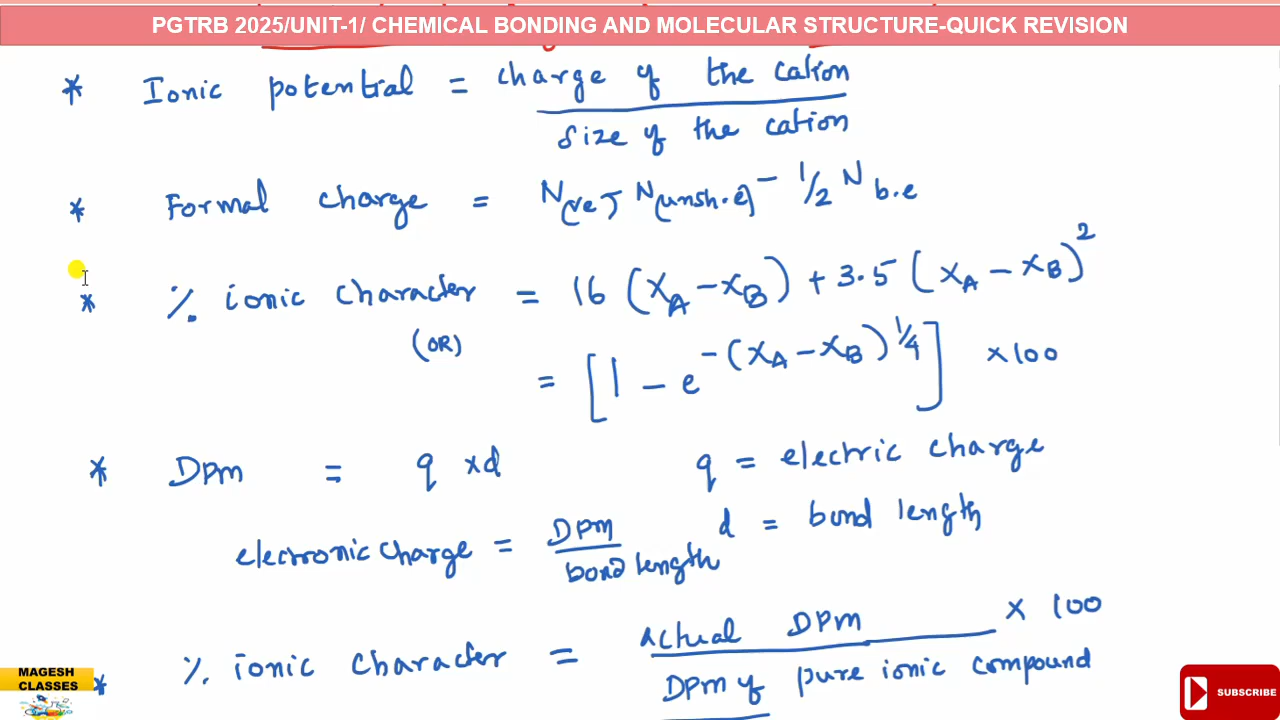 PGTRB 2025/UNIT-1/ CHEMICAL BONDING AND MOLECULAR STRUCTURE-QUICK REVISION
* Ionic potential = charge of the cation
size of the cation
* Formal charge = N(ve) - N(unsh.e) - 1/2 N b.e
* % ionic character = 16 (XA - XB) + 3.5 (XA - XB)²
(OR)
= [1 - e^-(XA - XB) 1/4] × 100
* DPM = q × d q = electric charge
d = bond length
electronic charge = DPM
bond length
* % ionic character = Actual DPM × 100
DPM of pure ionic compound
MAGESH
CLASSES
SUBSCRIBE